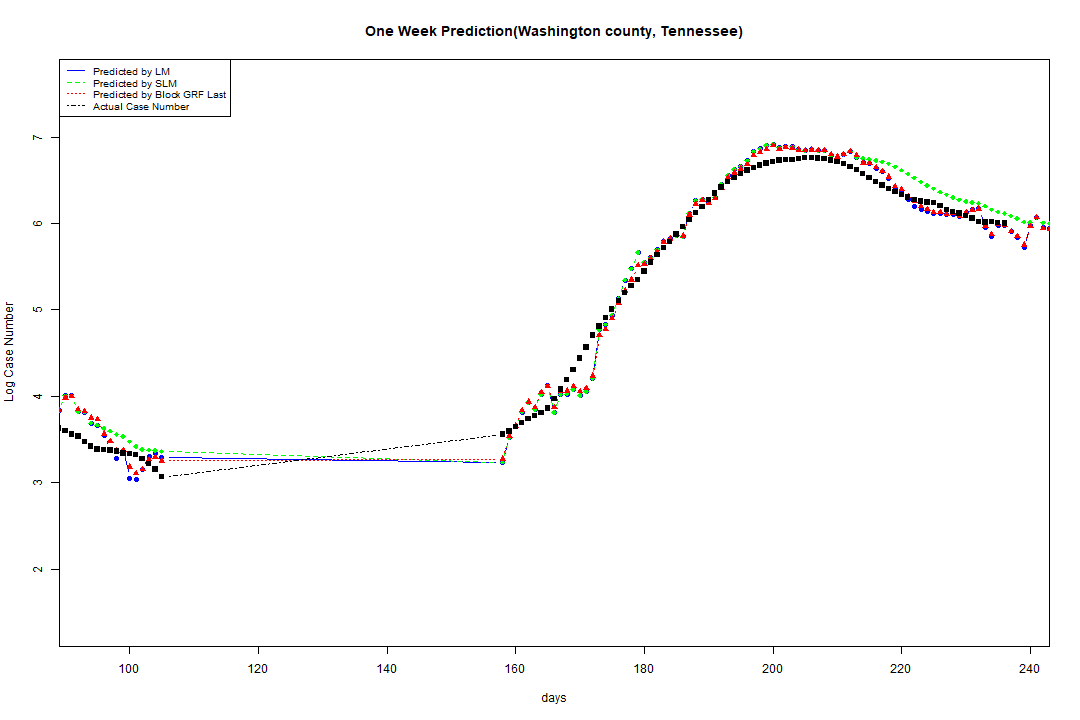 One Week Prediction(Washington county, Tennessee)
Predicted by LM
Predicted by SLM
Predicted by Block GRF Last
Actual Case Number
7
6
5
4
3
2
Log Case Number
100 120 140 160 180 200 220 240
days